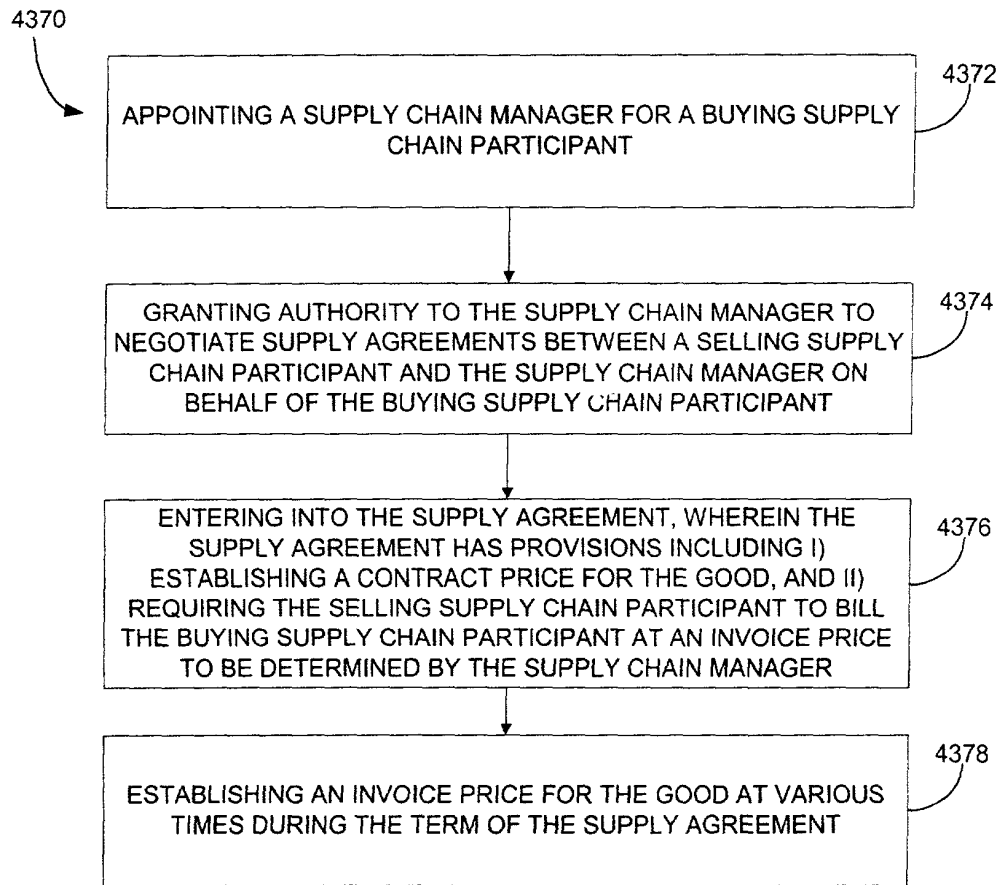 4370
4372
APPOINTING A SUPPLY CHAIN MANAGER FOR A BUYING SUPPLY
CHAIN PARTICIPANT
4374
GRANTING AUTHORITY TO THE SUPPLY CHAIN MANAGER TO
NEGOTIATE SUPPLY AGREEMENTS BETWEEN A SELLING SUPPLY
CHAIN PARTICIPANT AND THE SUPPLY CHAIN MANAGER ON
BEHALF OF THE BUYING SUPPLY CHAIN PARTICIPANT
4376
ENTERING INTO THE SUPPLY AGREEMENT, WHEREIN THE
SUPPLY AGREEMENT HAS PROVISIONS INCLUDING I)
ESTABLISHING A CONTRACT PRICE FOR THE GOOD, AND II)
REQUIRING THE SELLING SUPPLY CHAIN PARTICIPANT TO BILL
THE BUYING SUPPLY CHAIN PARTICIPANT AT AN INVOICE PRICE
TO BE DETERMINED BY THE SUPPLY CHAIN MANAGER
4378
ESTABLISHING AN INVOICE PRICE FOR THE GOOD AT VARIOUS
TIMES DURING THE TERM OF THE SUPPLY AGREEMENT